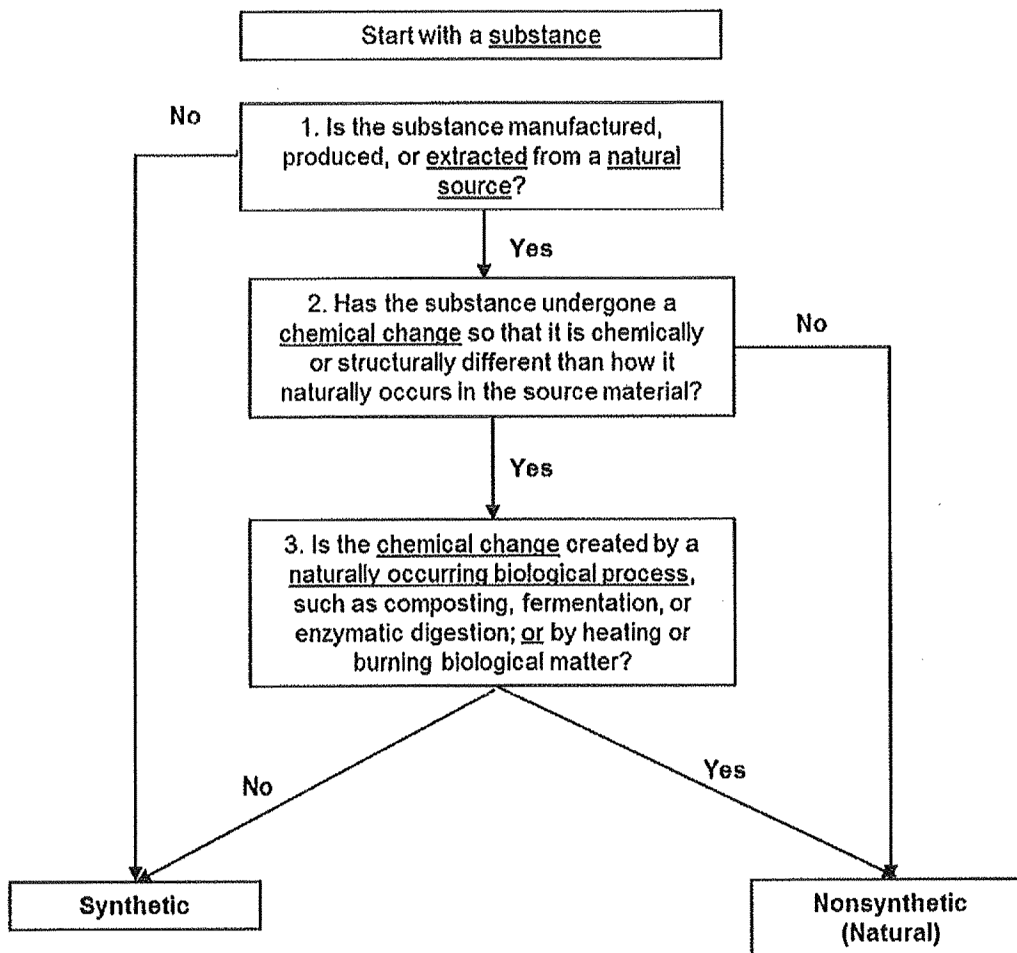 Start with a substance
No
1. Is the substance manufactured,
produced, or extracted from a natural
source?
Yes
2. Has the substance undergone a
chemical change so that it is chemically
or structurally different than how it
naturally occurs in the source material?
No
Yes
3. Is the chemical change created by a
naturally occurring biological process,
such as composting, fermentation, or
enzymatic digestion; or by heating or
burning biological matter?
No
Yes
Synthetic
Nonsynthetic
(Natural)